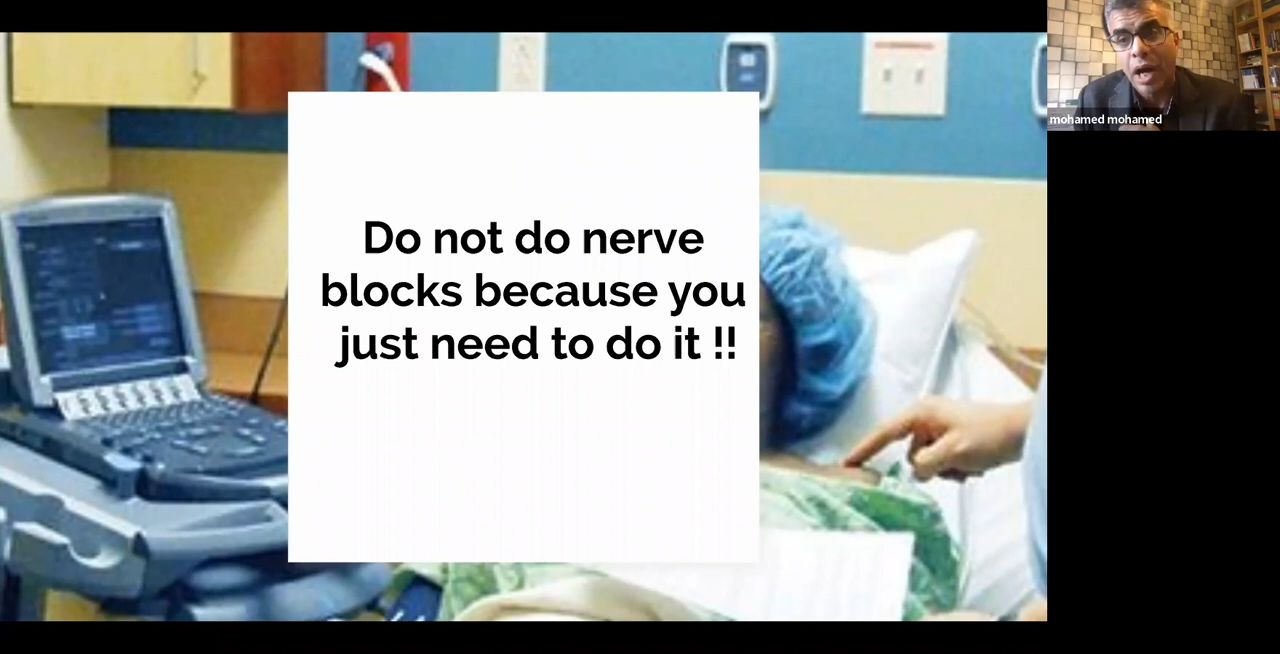 Do not do nerve
blocks because you
just need to do it !!
mohamed mohamed